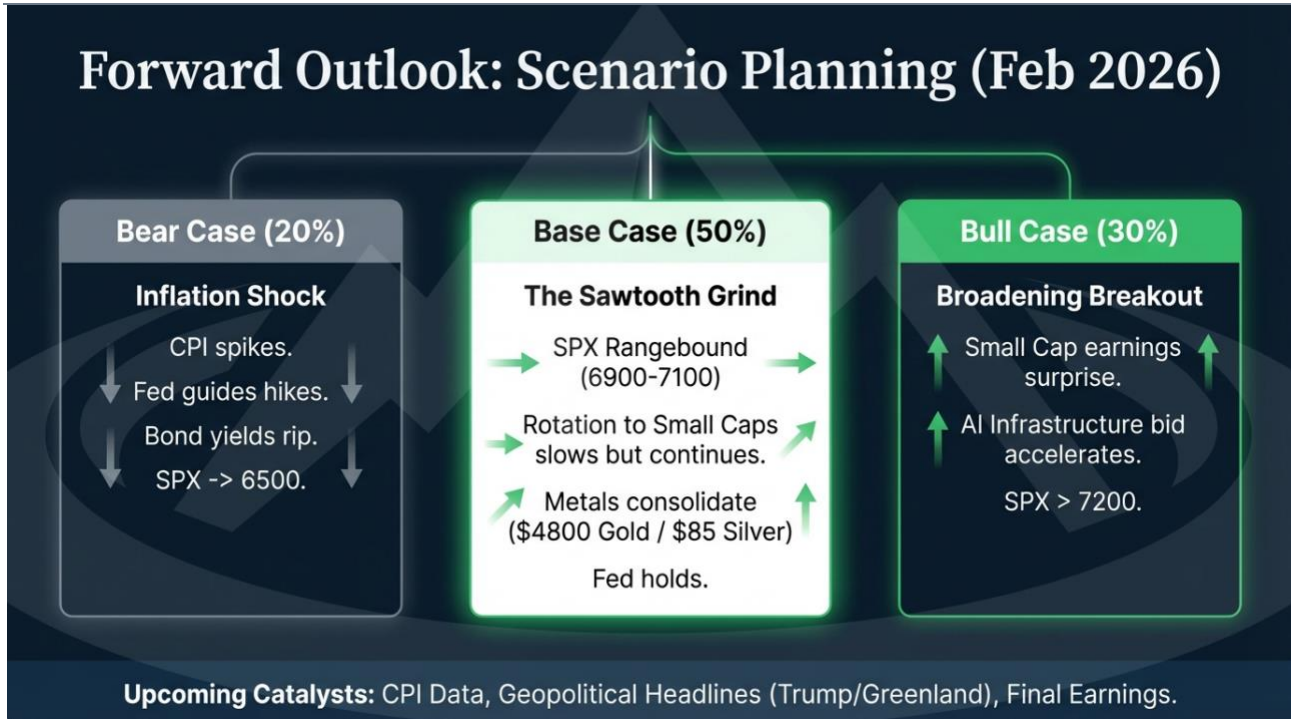 Forward Outlook: Scenario Planning (Feb 2026)
Bear Case (20%)
Inflation Shock
CPI spikes.
Fed guides hikes.
Bond yields rip.
SPX -> 6500.
Base Case (50%)
The Sawtooth Grind
SPX Rangebound
(6900-7100)
Rotation to Small Caps
slows but continues.
Metals consolidate
($4800 Gold / $85 Silver)
Fed holds.
Bull Case (30%)
Broadening Breakout
Small Cap earnings
surprise.
AI Infrastructure bid
accelerates.
SPX > 7200.
Upcoming Catalysts: CPI Data, Geopolitical Headlines (Trump/Greenland), Final Earnings.